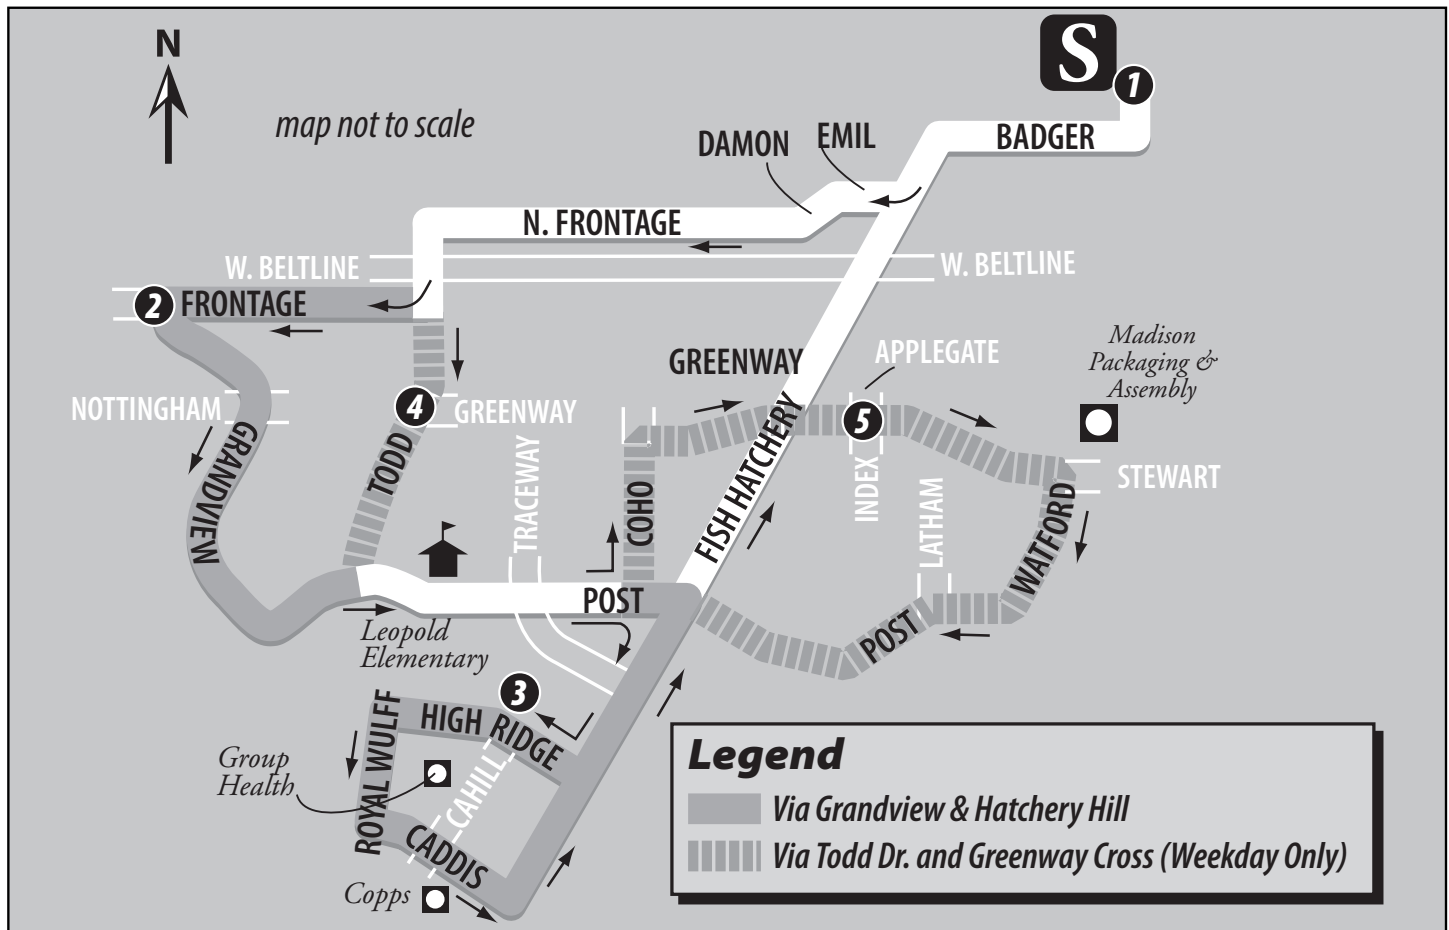 N
map not to scale
S
1
BADGER
DAMON
EMIL
N. FRONTAGE
W. BELTLINE
W. BELTLINE
2
FRONTAGE
GREENWAY
APPLEGATE
Madison
Packaging &
Assembly
NOTTINGHAM
4
GREENWAY
5
GRANDVIEW
TODD
TRACEWAY
COHO
FISH HATCHERY
INDEX
LATHAM
STEWART
WATFORD
POST
POST
Leopold
Elementary
3
HIGH RIDGE
ROYAL WULFF
Group
Health
CAHILL
CADDIS
Copps
Legend
Via Grandview & Hatchery Hill
Via Todd Dr. and Greenway Cross (Weekday Only)